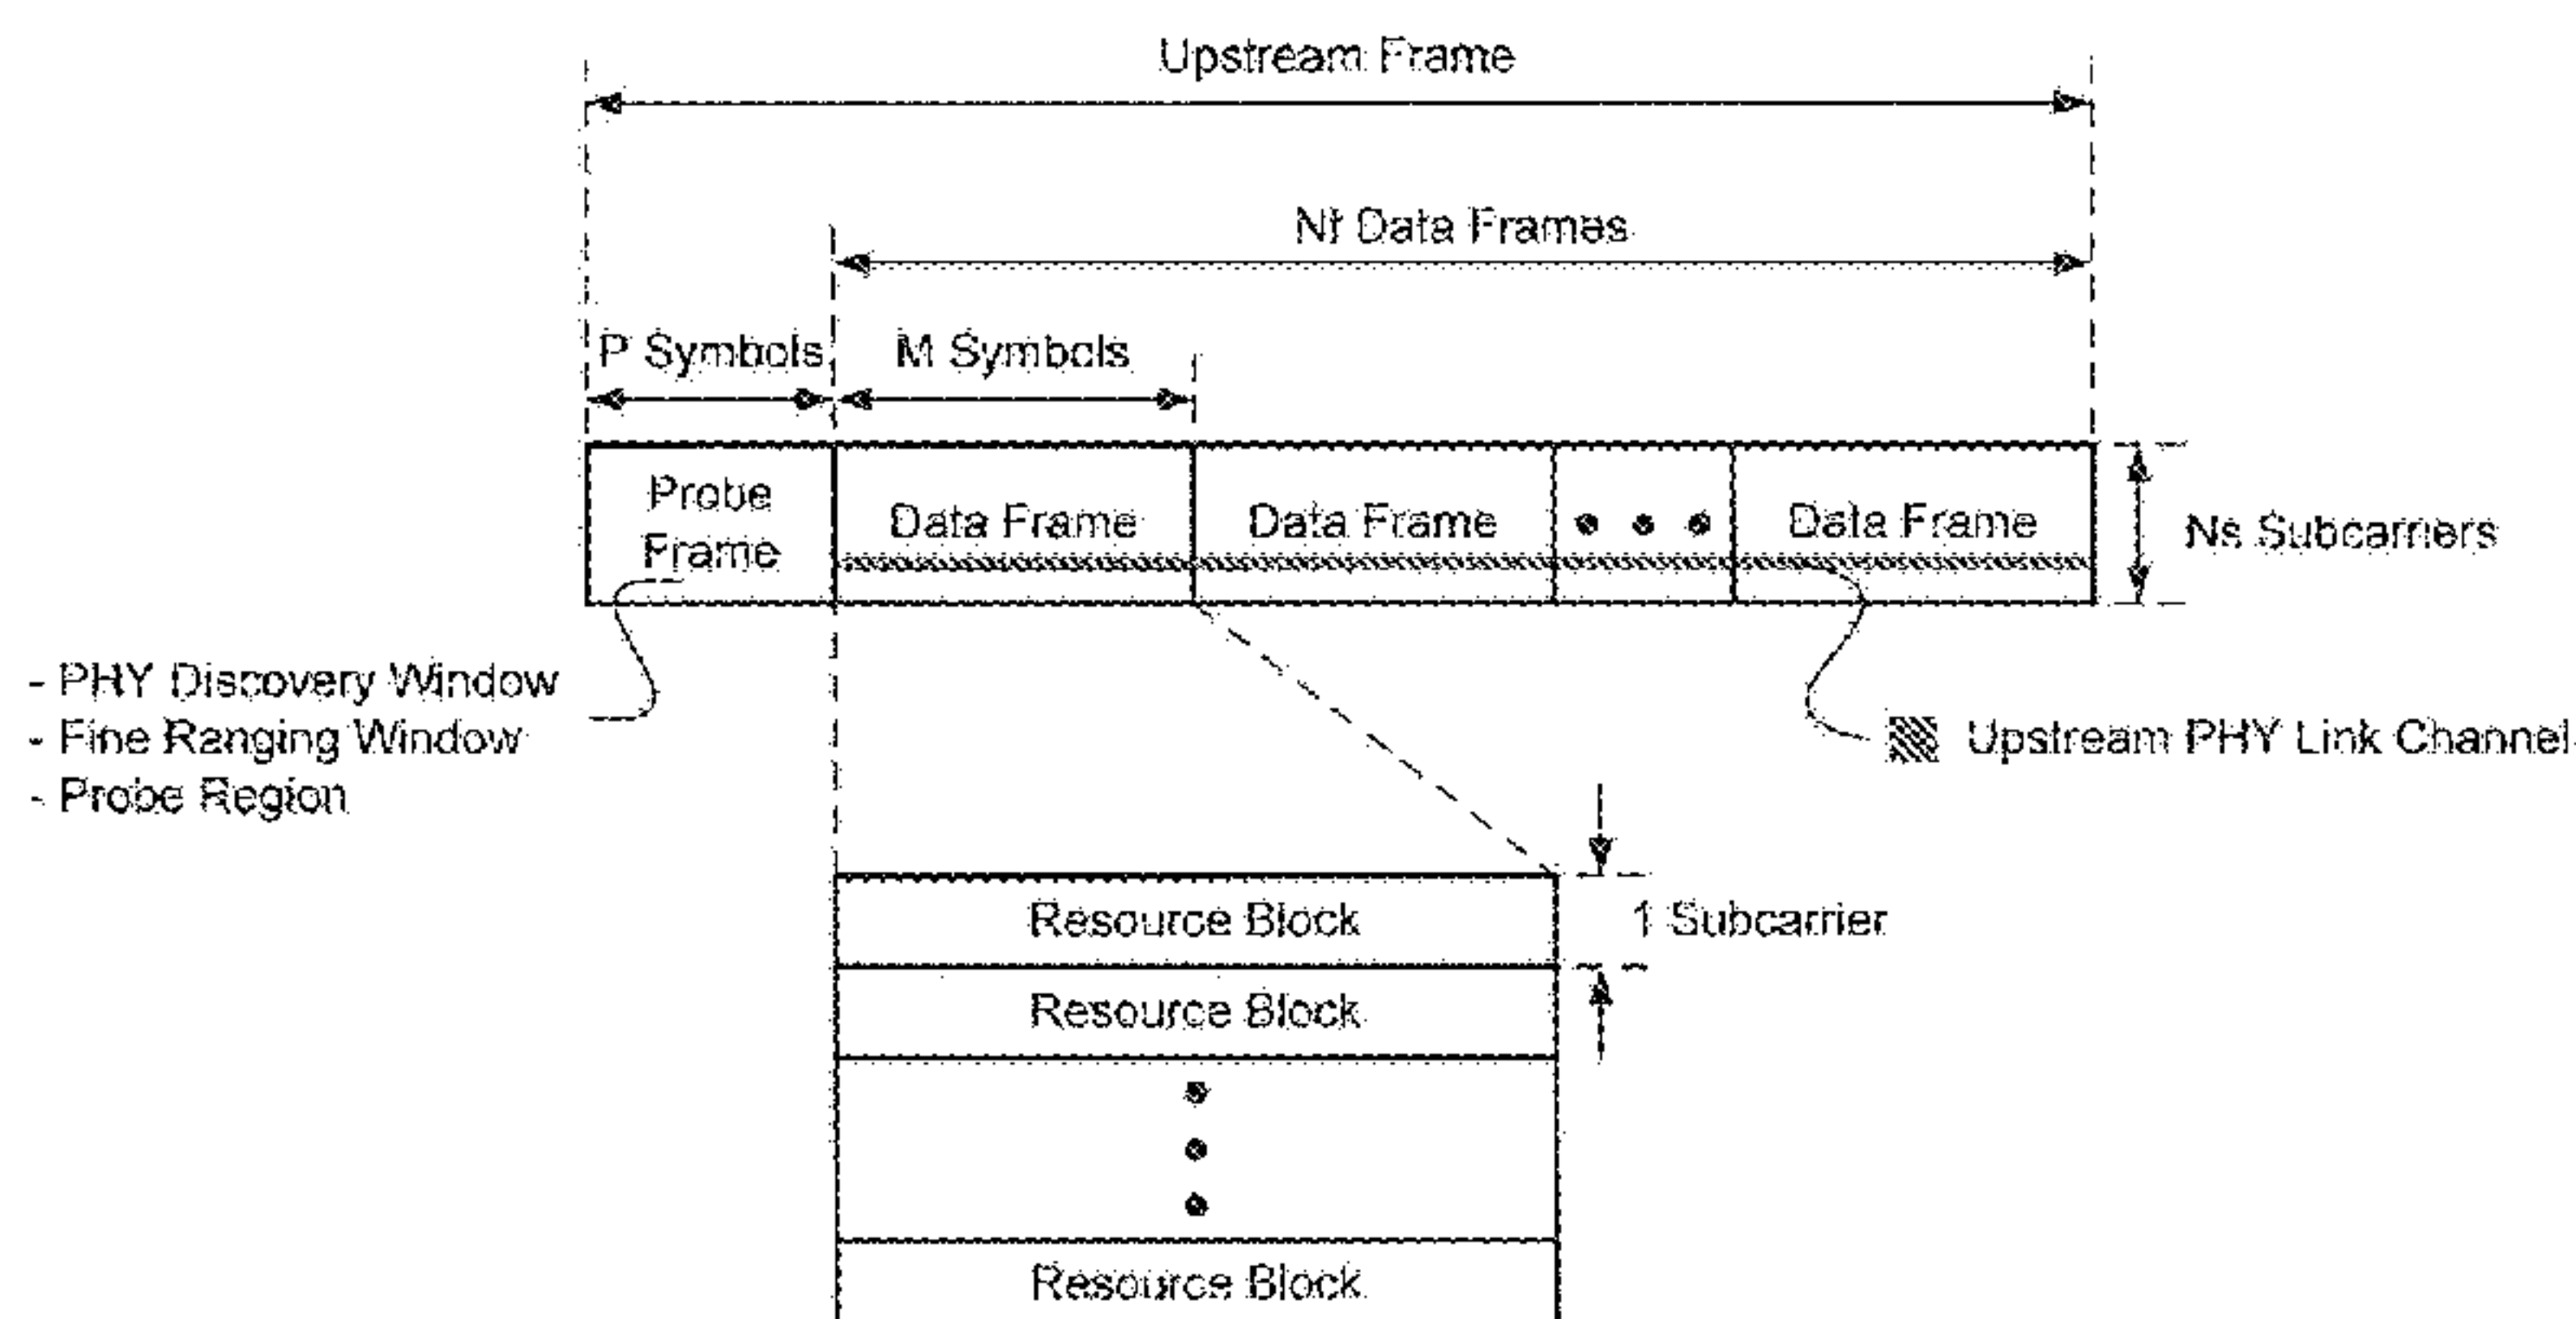 Upstream Frame
Nf Data Frames
P Symbols
M Symbols
Probe
Frame
Data Frame
Data Frame
Data Frame
Ns Subcarriers
- PHY Discovery Window
- Fine Ranging Window
- Probe Region
Upstream PHY Link Channel
Resource Block
1 Subcarrier
Resource Block
Resource Block